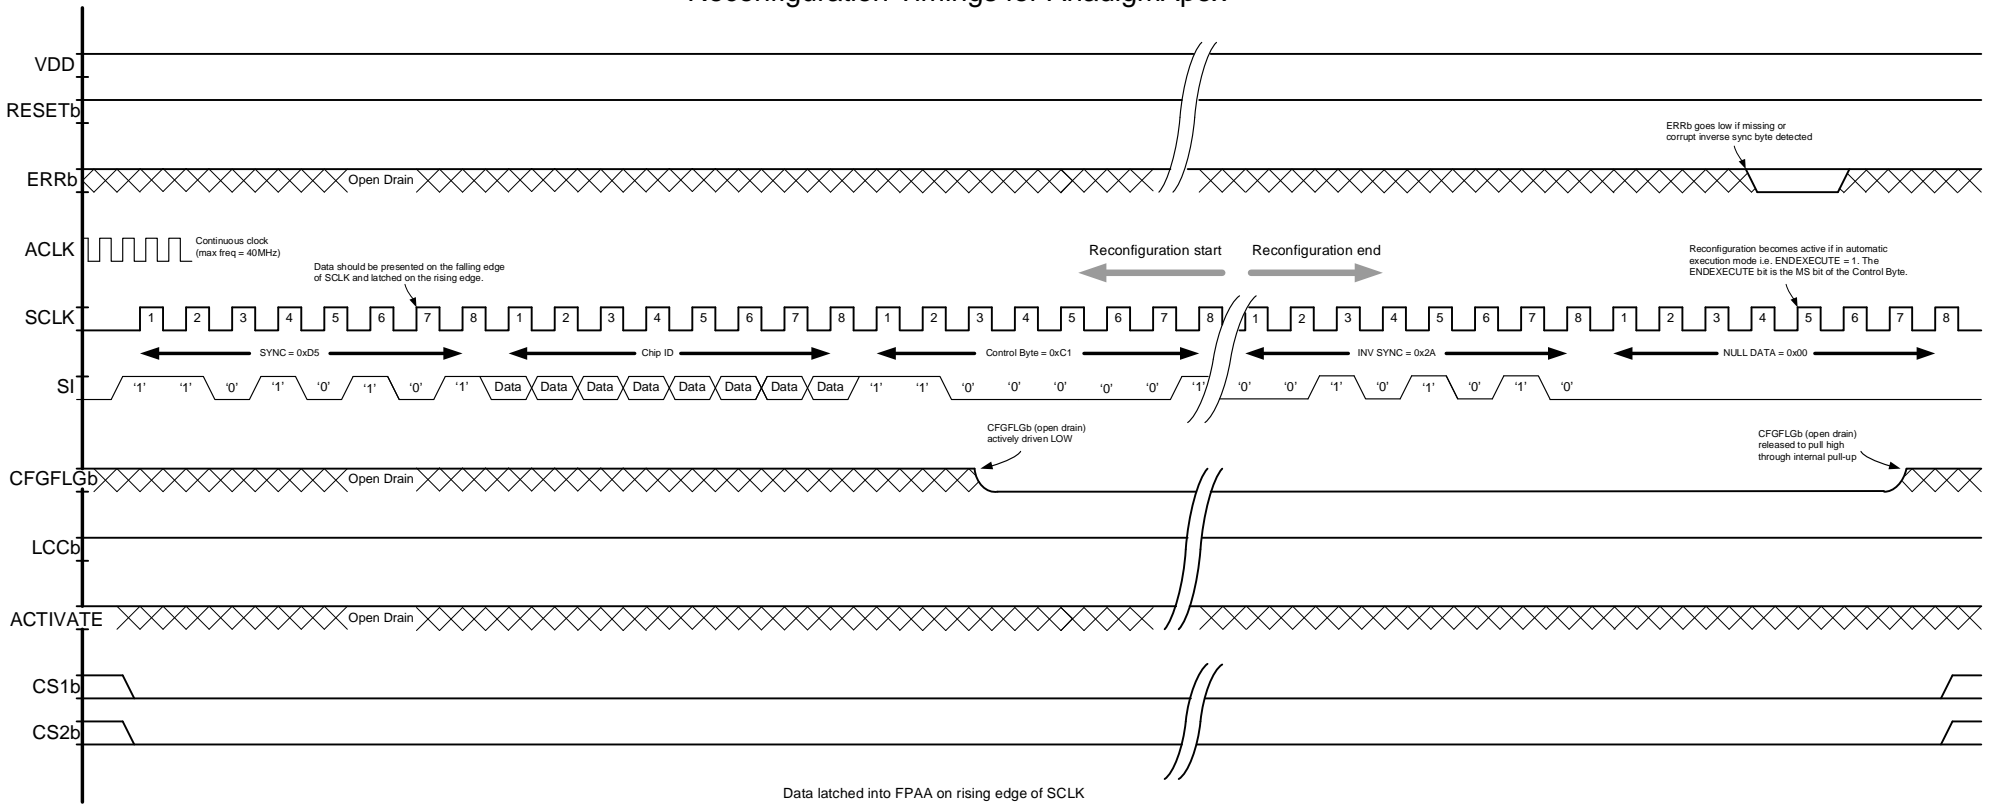 VDD
RESETb
ERRb goes low if missing or
corrupt inverse sync byte detected
ERRb
Open Drain
ACLK
Continuous clock
(max freq = 40MHz)
Data should be presented on the falling edge
of SCLK and latched on the rising edge.
Reconfiguration start
Reconfiguration end
Reconfiguration becomes active if in automatic
execution mode i.e. ENDEXECUTE = 1. The
ENDEXECUTE bit is the MS bit of the Control Byte.
SCLK
1 2 3 4 5 6 7 8 1 2 3 4 5 6 7 8 1 2 3 4 5 6 7 8 1 2 3 4 5 6 7 8 1 2 3 4 5 6 7 8
SYNC = 0xD5
Chip ID
Control Byte = 0xC1
INV SYNC = 0x2A
NULL DATA = 0x00
SI
‘1’ ‘1’ ‘0’ ‘1’ ‘0’ ‘1’ ‘0’ ‘1’ Data Data Data Data Data Data Data Data ‘1’ ‘1’ ‘0’ ‘0’ ‘0’ ‘0’ ‘0’ ‘1’ ‘0’ ‘0’ ‘1’ ‘0’ ‘1’ ‘0’ ‘1’ ‘0’
CFGFLGb (open drain)
actively driven LOW
CFGFLGb (open drain)
released to pull high
through internal pull-up
CFGFLGb
Open Drain
LCCb
ACTIVATE
Open Drain
CS1b
CS2b
Data latched into FPAA on rising edge of SCLK